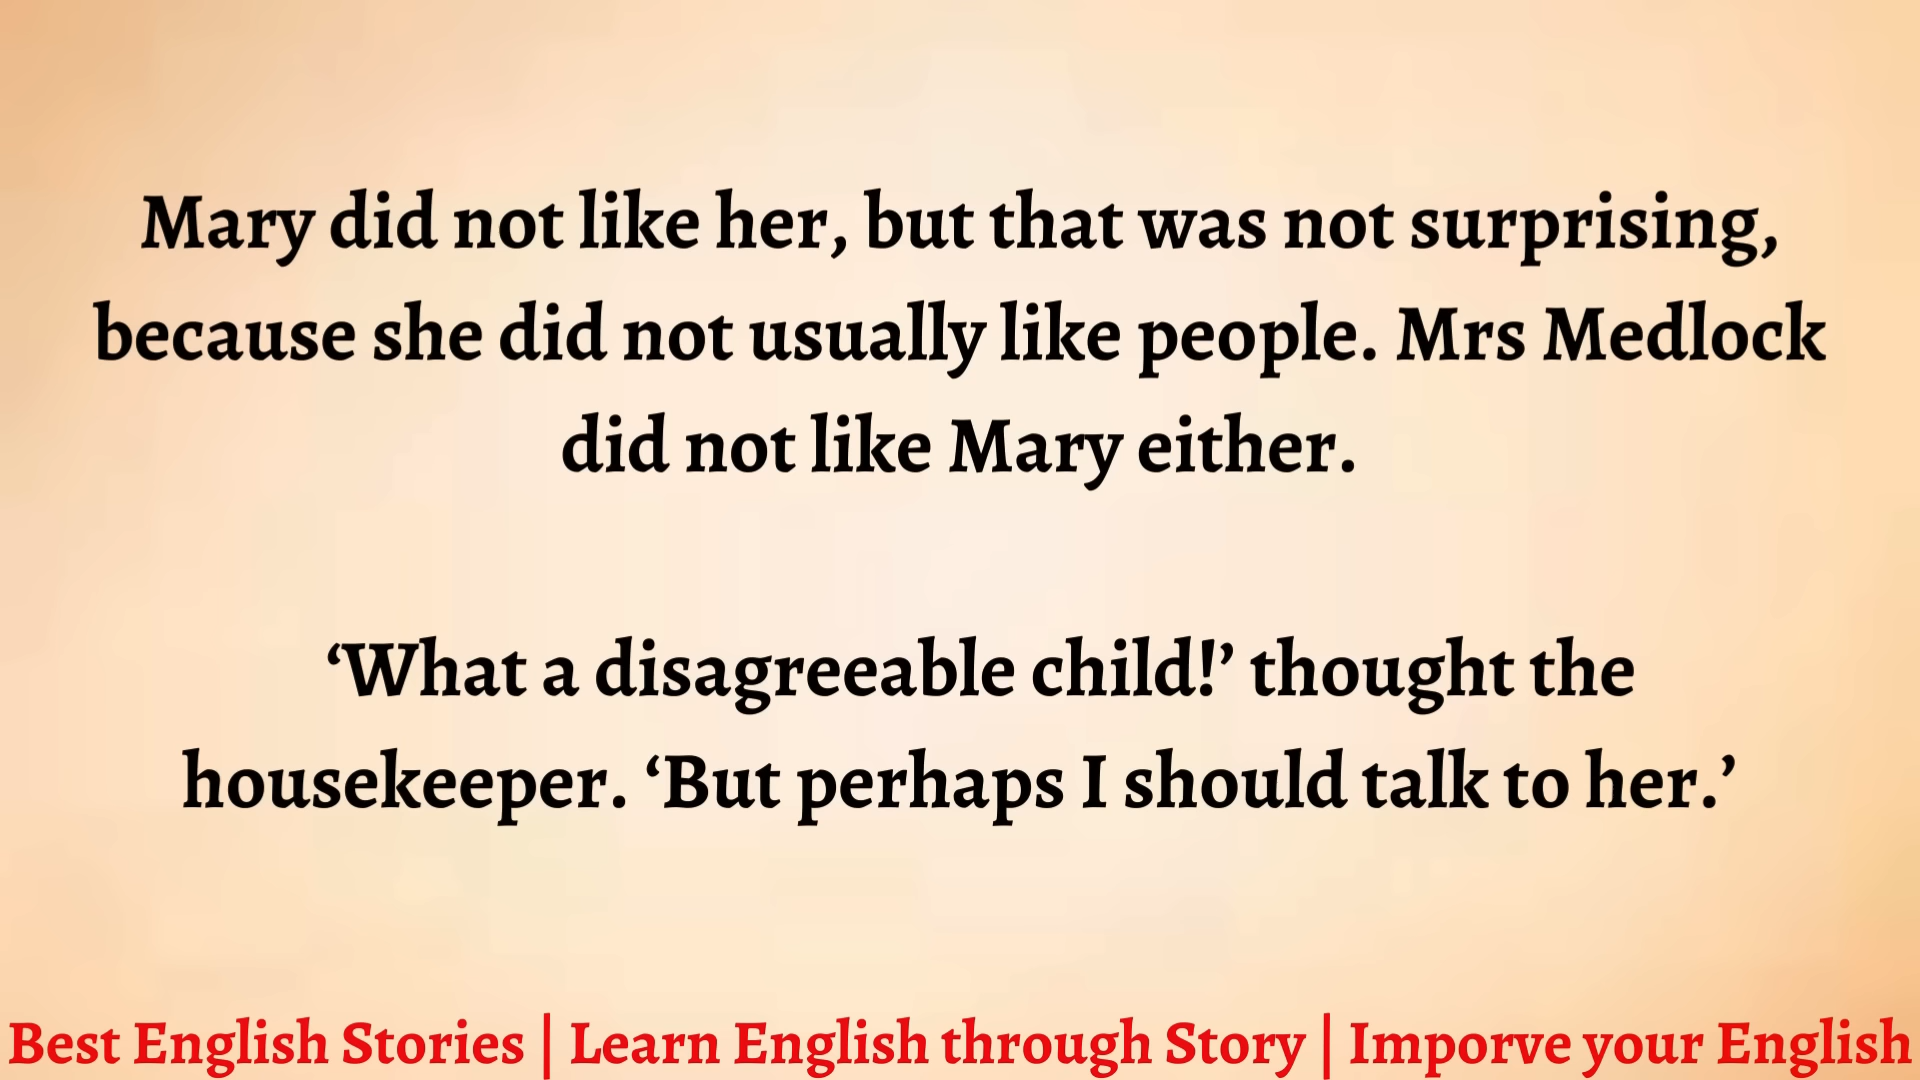 Mary did not like her, but that was not surprising,
because she did not usually like people. Mrs Medlock
did not like Mary either.
‘What a disagreeable child!’ thought the
housekeeper. ‘But perhaps I should talk to her.’
Best English Stories | Learn English through Story | Imporve your English